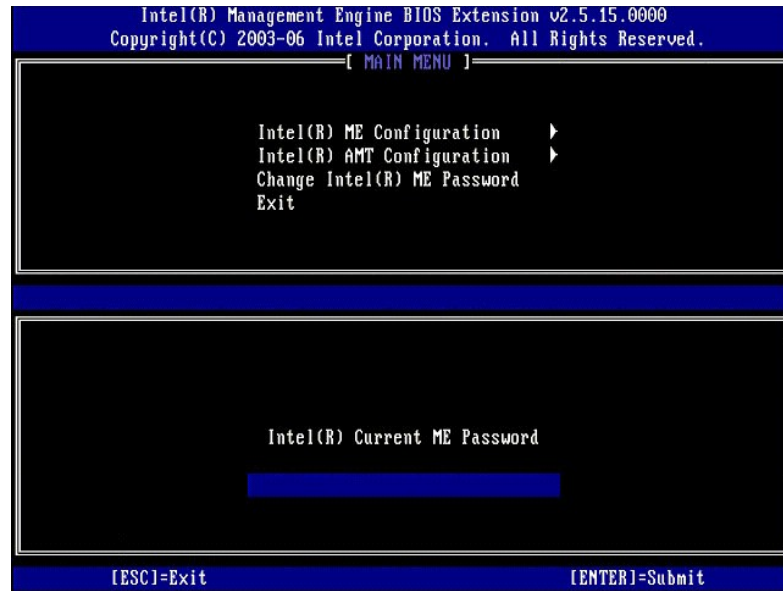 Intel(R) Management Engine BIOS Extension v2.5.15.0000
Copyright(C) 2003-06 Intel Corporation. All Rights Reserved.
[ MAIN MENU ]
Intel(R) ME Configuration
Intel(R) AMT Configuration
Change Intel(R) ME Password
Exit
Intel(R) Current ME Password
[ESC]=Exit [ENTER]=Submit